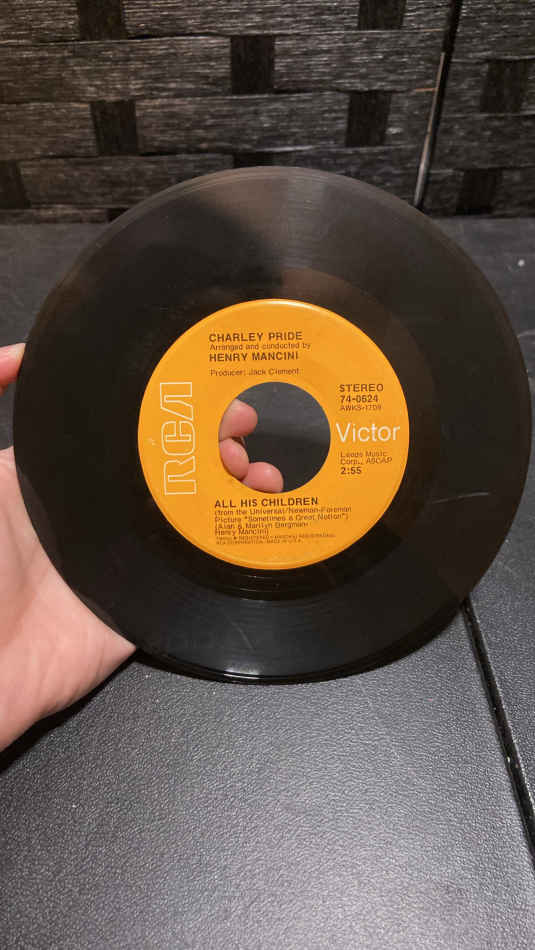 CHARLEY PRIDE
Arranged and conducted by
HENRY MANCINI
Producer: Jack Clement
STEREO
74-0624
AWKS-1709
RCA
Victor
Leeds Music
Corp., ASCAP
2:55
ALL HIS CHILDREN
(from the Universal/Newman-Foreman
Picture "Sometimes a Great Notion")
(Alan & Marilyn Bergman-
Henry Mancini)